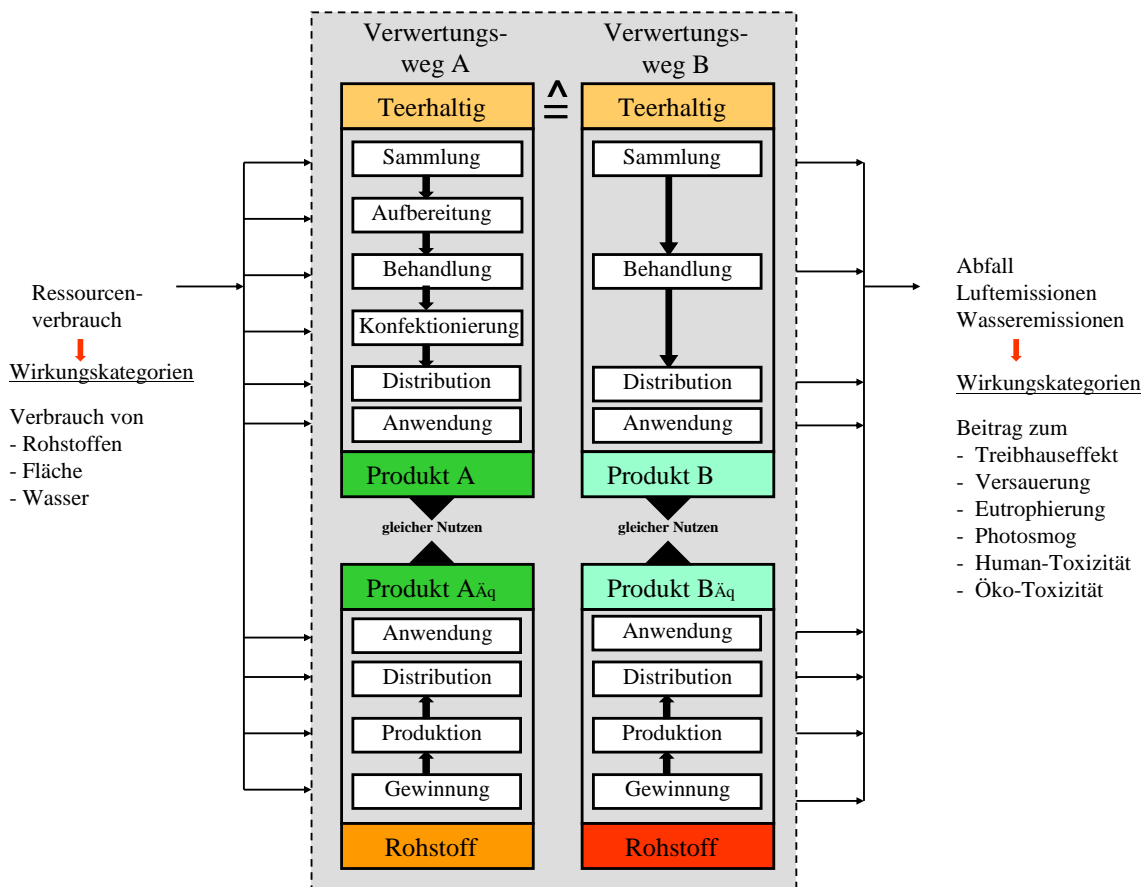 Verwertungs-
weg A
Verwertungs-
weg B
Teerhaltig
≙
Teerhaltig
Sammlung
Aufbereitung
Behandlung
Konfektionierung
Distribution
Anwendung
Produkt A
gleicher Nutzen
Produkt AÄq
Anwendung
Distribution
Produktion
Gewinnung
Rohstoff
Sammlung
Behandlung
Distribution
Anwendung
Produkt B
gleicher Nutzen
Produkt BÄq
Anwendung
Distribution
Produktion
Gewinnung
Rohstoff
Ressourcen-
verbrauch
Wirkungskategorien
Verbrauch von
- Rohstoffen
- Fläche
- Wasser
Abfall
Luftemissionen
Wasseremissionen
Wirkungskategorien
Beitrag zum
- Treibhauseffekt
- Versauerung
- Eutrophierung
- Photosmog
- Human-Toxizität
- Öko-Toxizität